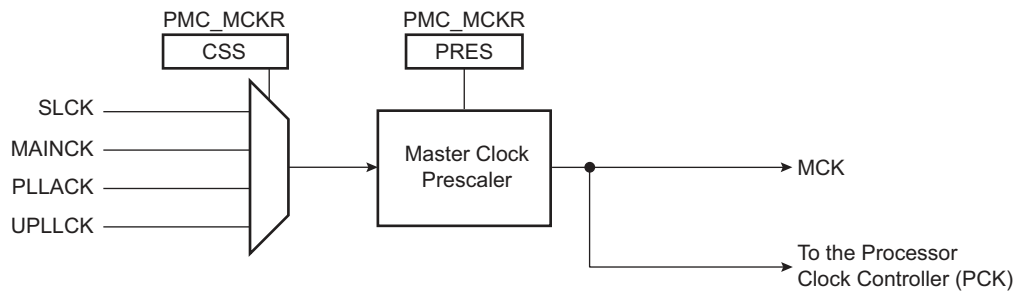 PMC_MCKR
CSS
PMC_MCKR
PRES
SLCK
MAINCK
PLLACK
UPLLCK
Master Clock
Prescaler
MCK
To the Processor
Clock Controller (PCK)